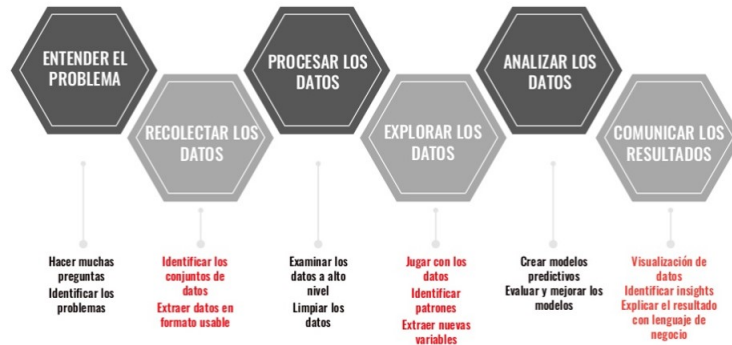 ENTENDER EL
PROBLEMA
RECOLECTAR LOS
DATOS
PROCESAR LOS
DATOS
EXPLORAR LOS
DATOS
ANALIZAR LOS
DATOS
COMUNICAR LOS
RESULTADOS
Hacer muchas
preguntas
Identificar los
problemas
Identificar los
conjuntos de
datos
Extraer datos en
formato usable
Examinar los
datos a alto
nivel
Limpiar los
datos
Jugar con los
datos
Identificar
patrones
Extraer nuevas
variables
Crear modelos
predictivos
Evaluar y mejorar los
modelos
Visualización de
datos
Identificar insights
Explicar el resultado
con lenguaje de
negocio